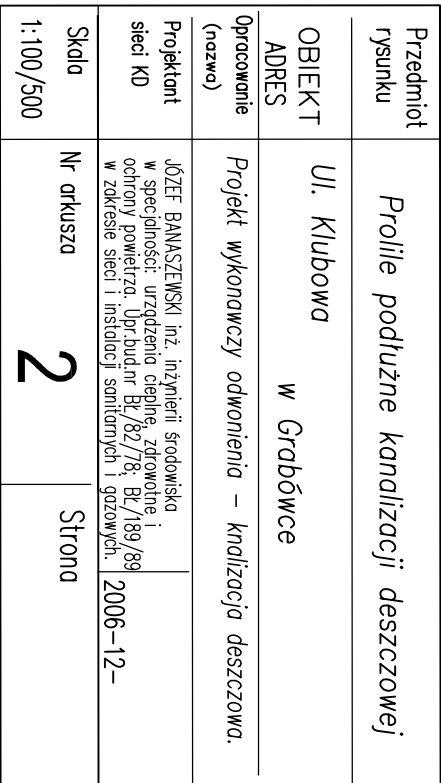 Przedmiot rysunku
Prolile podłużne kanalizacji deszczowej
OBIEKT
ADRES
Ul. Klubowa
w Grabówce
Opracowanie
(nazwa)
Projekt wykonawczy odwonienia – knalizacja deszczowa.
Projektant
sieci KD
JÓZEF BANASZEWSKI inż. inżynierii środowiska
w specjalności: urządzenia cieplne, zdrowotne i
ochrony powietrza. Upr.bud.nr BŁ/82/78; BŁ/189/89
w zakresie sieci i instalacji sanitarnych i gazowych.
2006-12-
Skala
1:100/500
Nr arkusza
2
Strona